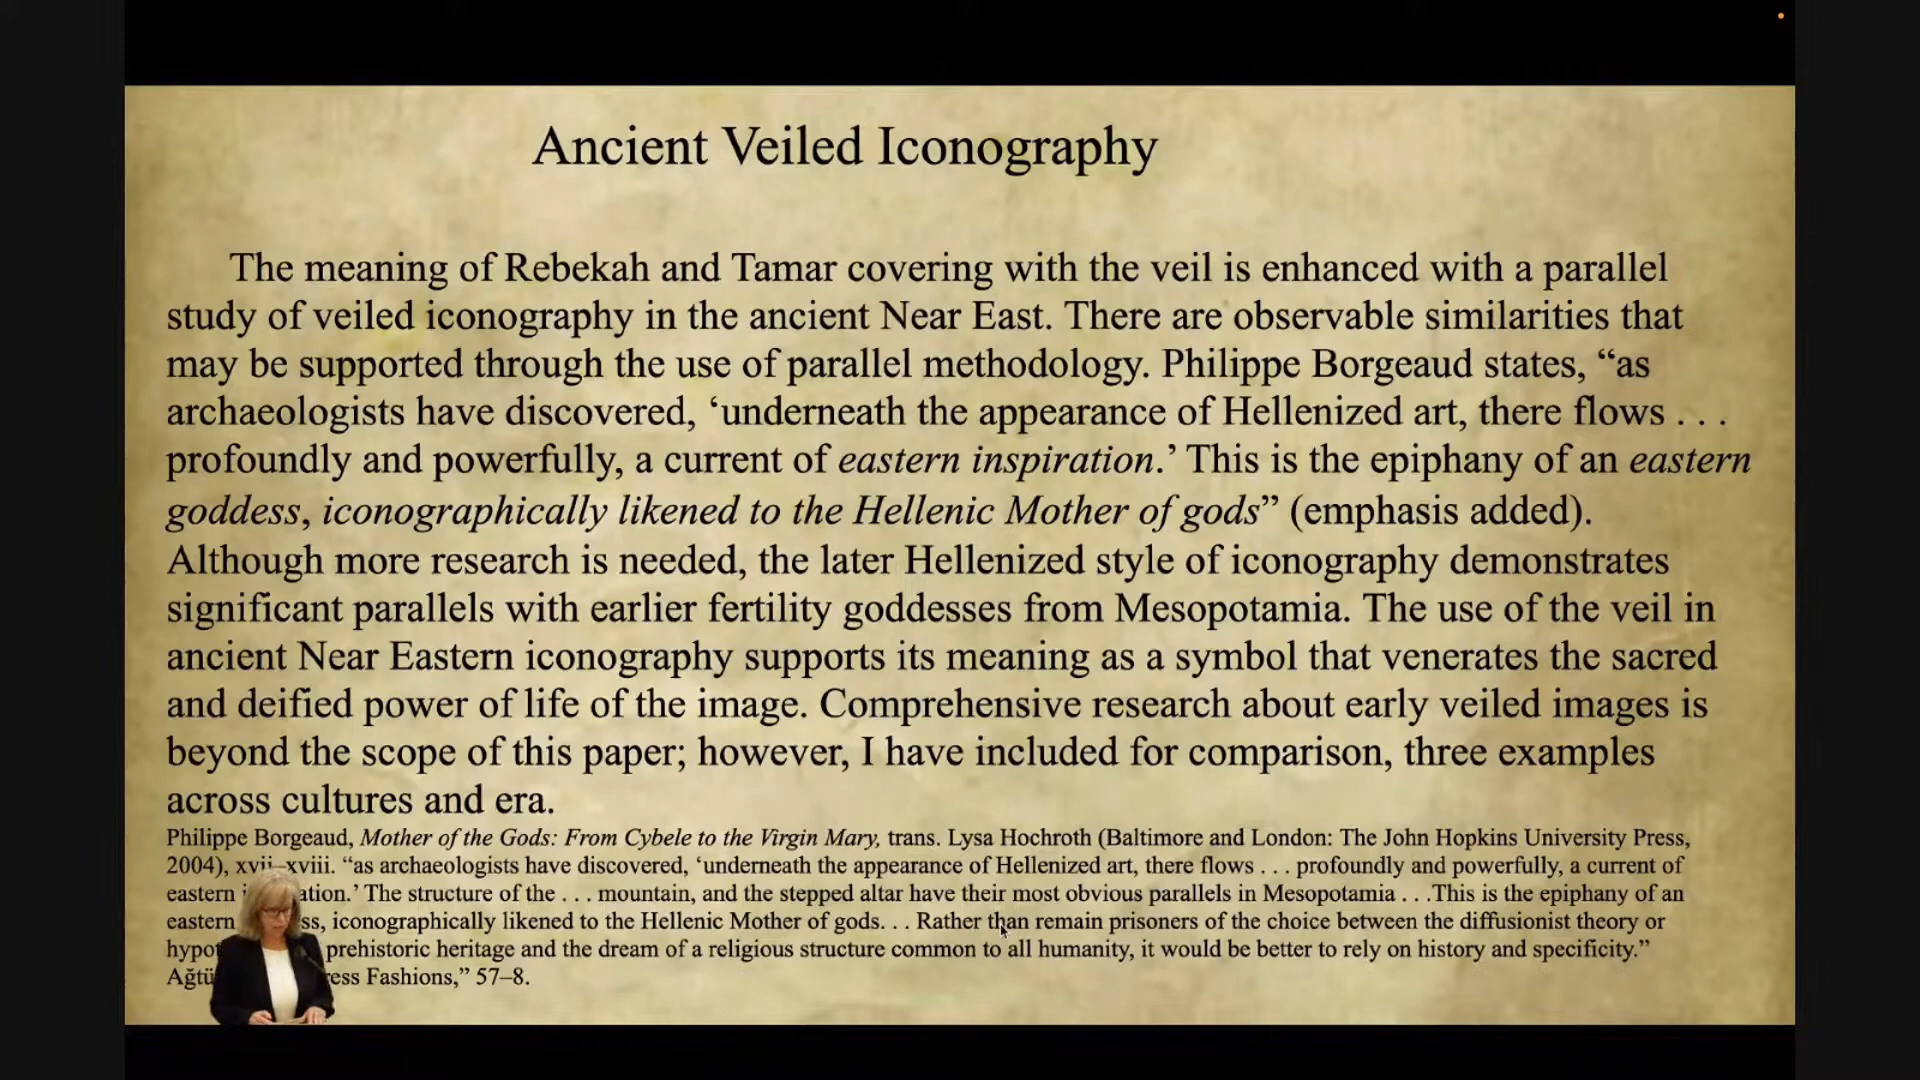 Ancient Veiled Iconography
The meaning of Rebekah and Tamar covering with the veil is enhanced with a parallel
study of veiled iconography in the ancient Near East. There are observable similarities that
may be supported through the use of parallel methodology. Philippe Borgeaud states, “as
archaeologists have discovered, ‘underneath the appearance of Hellenized art, there flows . . .
profoundly and powerfully, a current of eastern inspiration.’ This is the epiphany of an eastern
goddess, iconographically likened to the Hellenic Mother of gods” (emphasis added).
Although more research is needed, the later Hellenized style of iconography demonstrates
significant parallels with earlier fertility goddesses from Mesopotamia. The use of the veil in
ancient Near Eastern iconography supports its meaning as a symbol that venerates the sacred
and deified power of life of the image. Comprehensive research about early veiled images is
beyond the scope of this paper; however, I have included for comparison, three examples
across cultures and era.
Philippe Borgeaud, Mother of the Gods: From Cybele to the Virgin Mary, trans. Lysa Hochroth (Baltimore and London: The John Hopkins University Press,
2004), xvii–xviii. “as archaeologists have discovered, ‘underneath the appearance of Hellenized art, there flows . . . profoundly and powerfully, a current of
eastern The structure of the . . . mountain, and the stepped altar have their most obvious parallels in Mesopotamia . . .This is the epiphany of an
eastern iconographically likened to the Hellenic Mother of gods. . . Rather than remain prisoners of the choice between the diffusionist theory or
prehistoric heritage and the dream of a religious structure common to all humanity, it would be better to rely on history and specificity.”
Fashions,” 57–8.